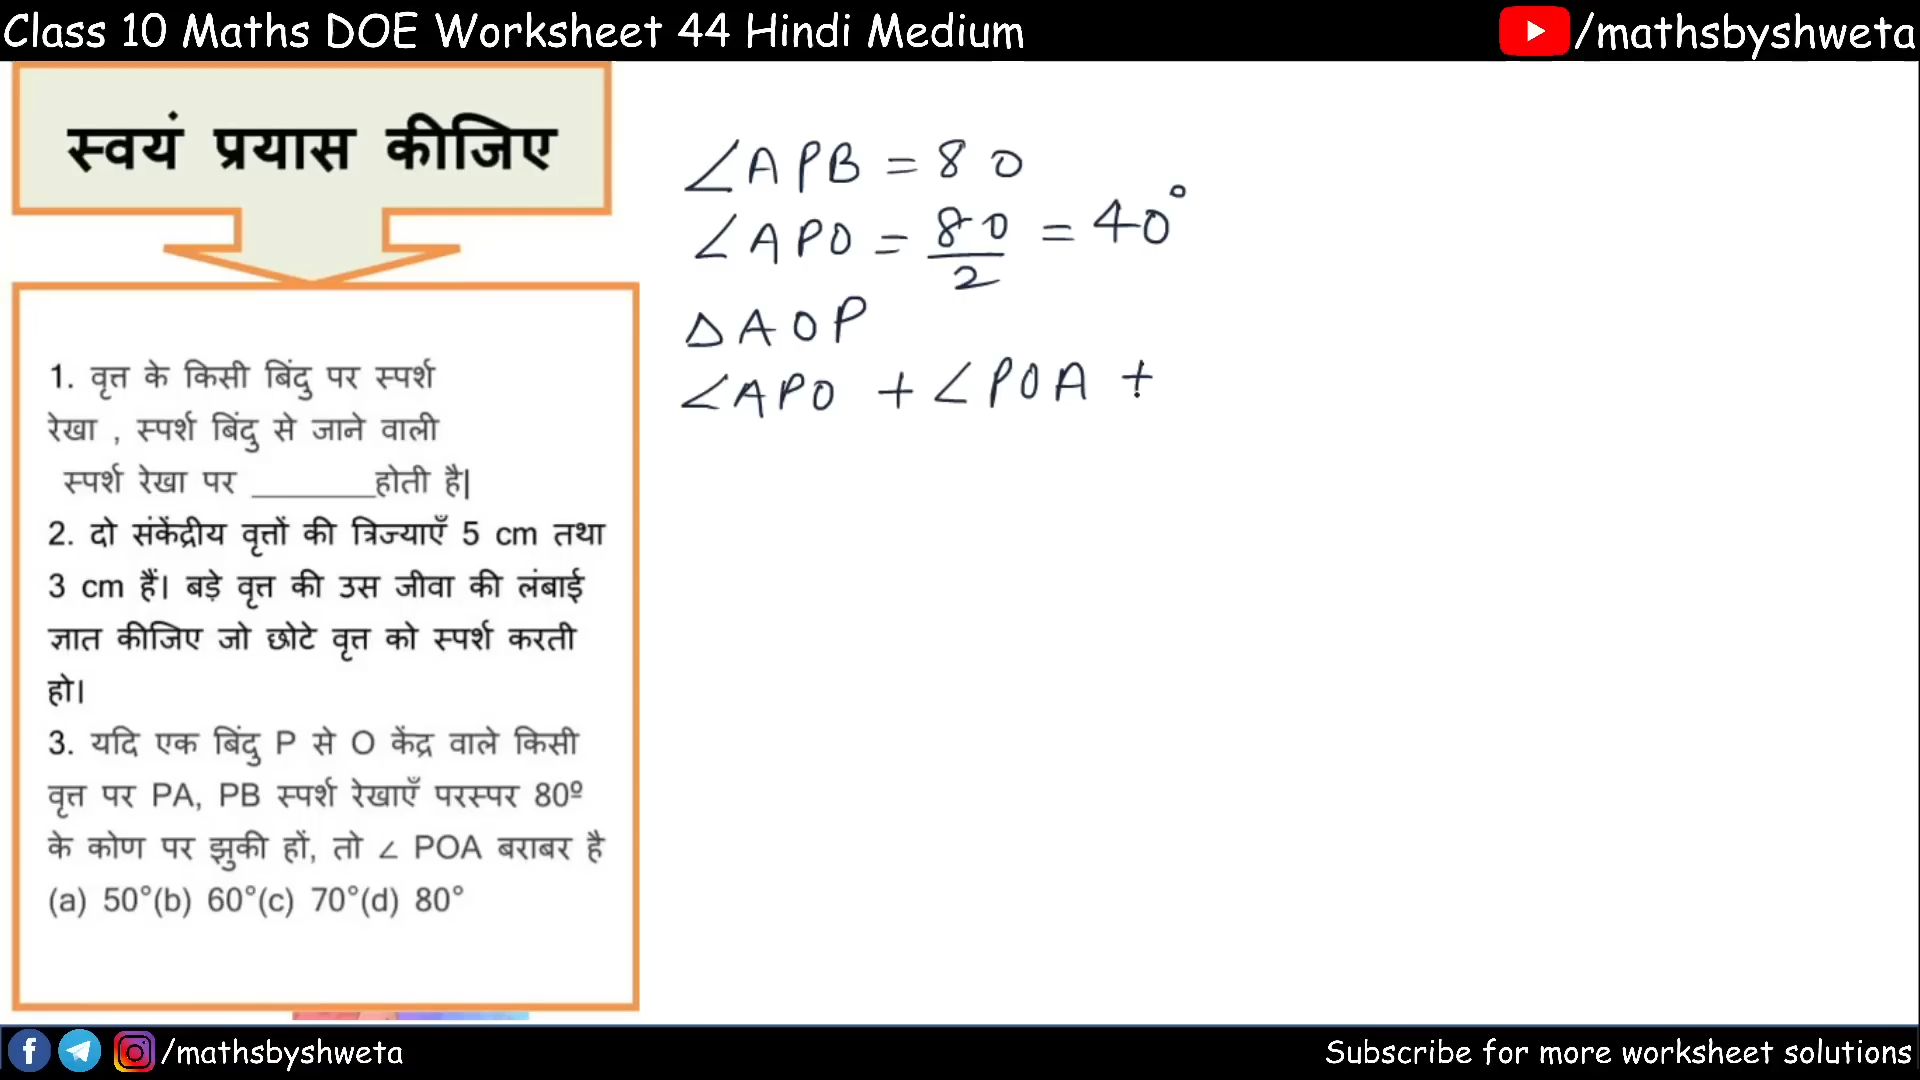 Class 10 Maths DOE Worksheet 44 Hindi Medium
/mathsbyshweta
स्वयं प्रयास कीजिए
1. वृत्त के किसी बिंदु पर स्पर्श
रेखा , स्पर्श बिंदु से जाने वाली
स्पर्श रेखा पर _______होती है|
2. दो संकेंद्रीय वृत्तों की त्रिज्याएँ 5 cm तथा
3 cm हैं। बड़े वृत्त की उस जीवा की लंबाई
ज्ञात कीजिए जो छोटे वृत्त को स्पर्श करती
हो।
3. यदि एक बिंदु P से O केंद्र वाले किसी
वृत्त पर PA, PB स्पर्श रेखाएँ परस्पर 80º
के कोण पर झुकी हों, तो ∠ POA बराबर है
(a) 50°(b) 60°(c) 70°(d) 80°
∠APB = 80
∠APO = 80/2 = 40°
△AOP
∠APO + ∠POA +
/mathsbyshweta
Subscribe for more worksheet solutions